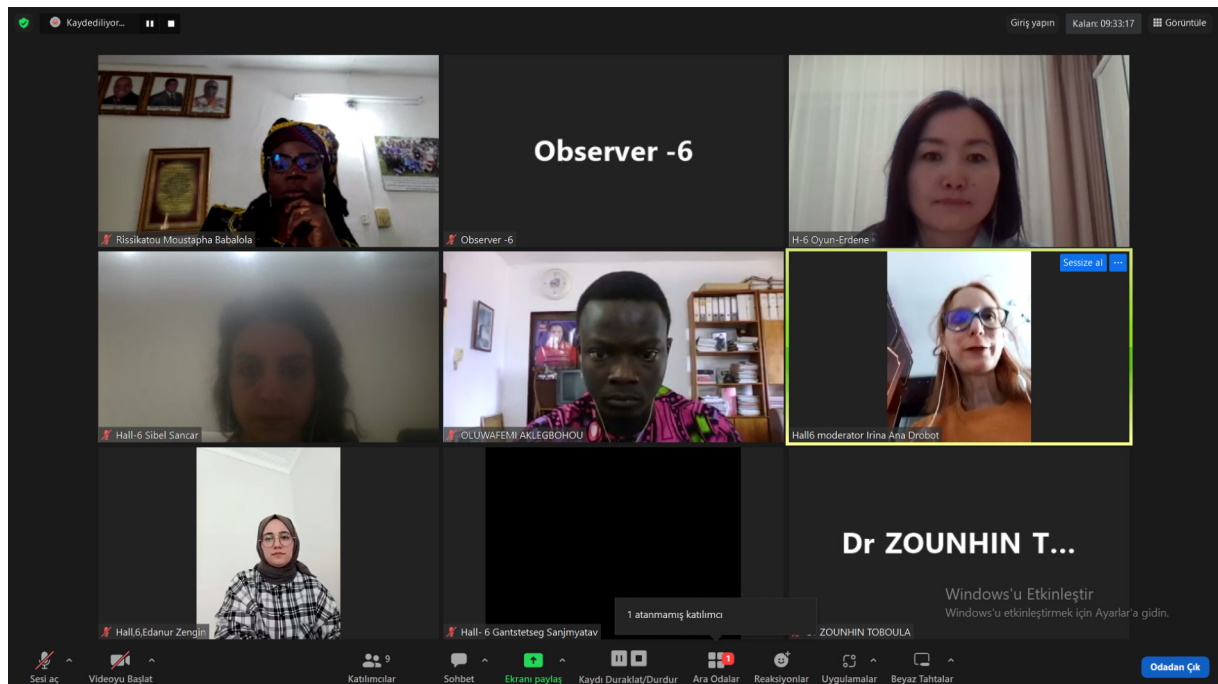 Kaydediliyor...
Giriş yapın
Kalan: 09:33:17
Görüntüle
Rissikatou Moustapha Babalola
Observer -6
Observer -6
H-6 Oyun-Erdene
Hall-6 Sibel Sancar
OLUWAFEMI AKLEGBOHOU
Sessize al
Hall6 moderator Irina Ana Drobot
Hall,6,Edanur Zengin
Hall- 6 Gantstetseg Sanjmyatav
Dr ZOUNHIN T...
ZOUNHIN TOBOULA
1 atanmamış katılımcı
Windows'u Etkinleştir
Windows'u etkinleştirmek için Ayarlar'a gidin.
Sesi aç
Videoyu Başlat
9
Katılımcılar
Sohbet
Ekranı paylaş
Kaydı Duraklat/Durdur
1
Ara Odalar
Reaksiyonlar
Uygulamalar
Beyaz Tahtalar
Odadan Çık